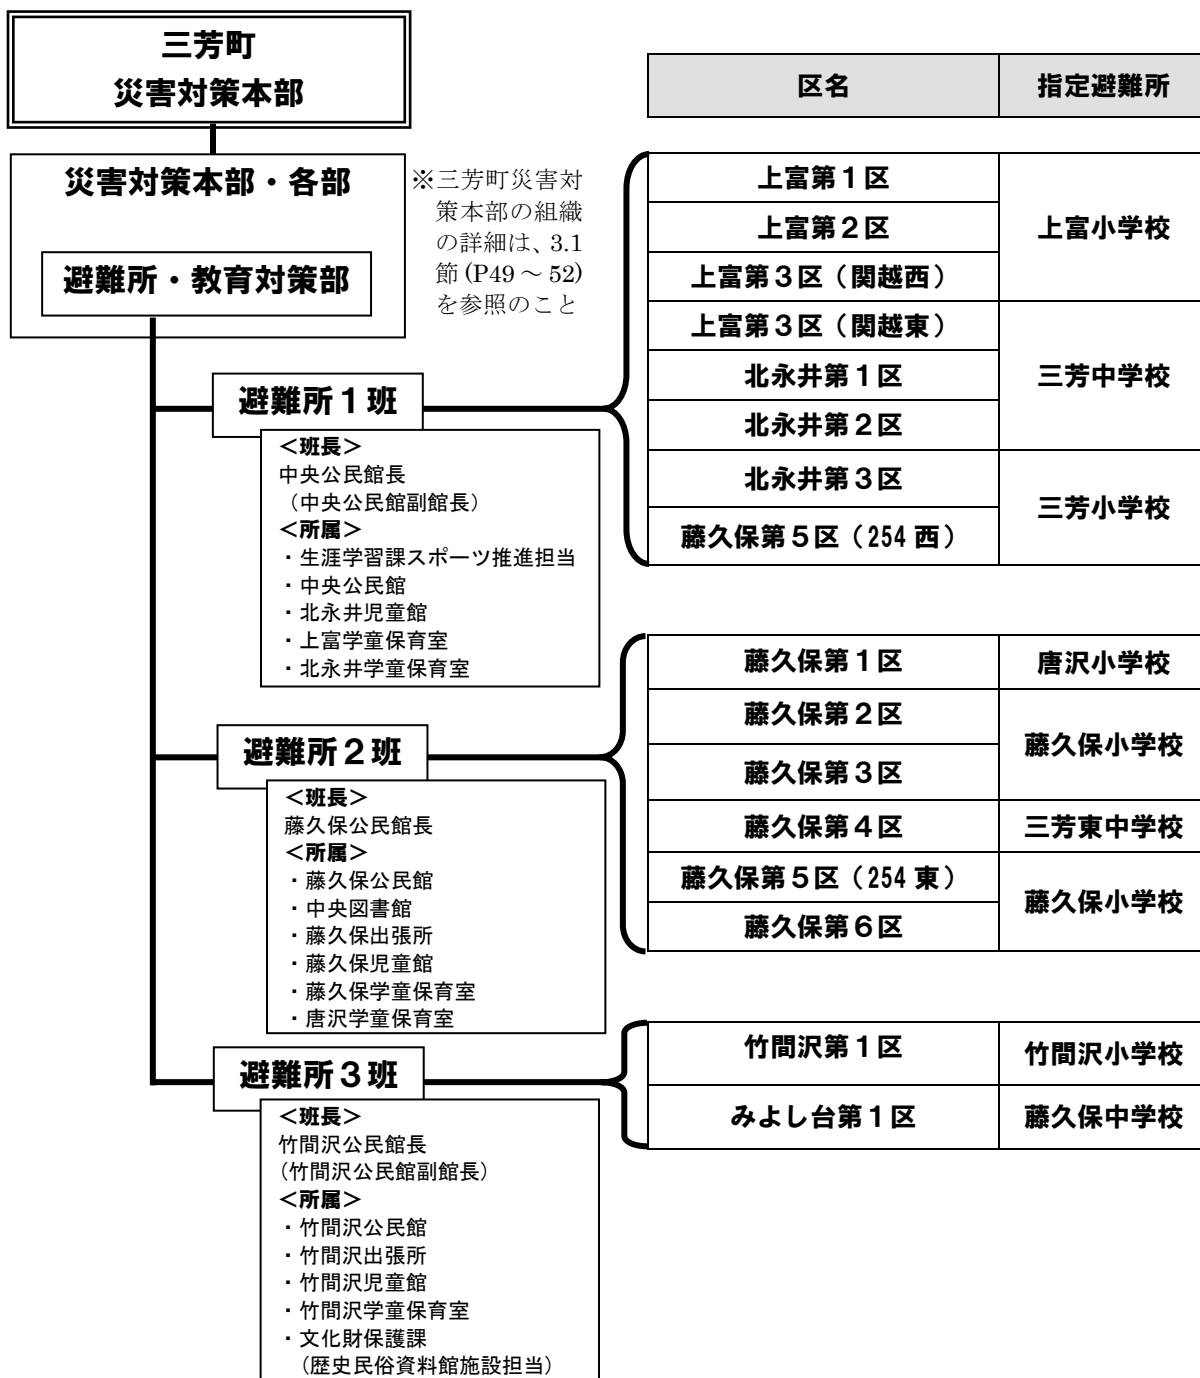 三芳町
災害対策本部
災害対策本部・各部
避難所・教育対策部
※三芳町災害対
策本部の組織
の詳細は、3.1
節 (P49～52)
を参照のこと
区名 指定避難所
避難所１班
<班長>
中央公民館長
（中央公民館副館長）
<所属>
・生涯学習課スポーツ推進担当
・中央公民館
・北永井児童館
・上富学童保育室
・北永井学童保育室
上富第１区
上富第２区
上富第３区（関越西）
上富小学校
上富第３区（関越東）
北永井第１区
北永井第２区
三芳中学校
北永井第３区
藤久保第５区（254 西）
三芳小学校
避難所２班
<班長>
藤久保公民館長
<所属>
・藤久保公民館
・中央図書館
・藤久保出張所
・藤久保児童館
・藤久保学童保育室
・唐沢学童保育室
藤久保第１区 唐沢小学校
藤久保第２区
藤久保第３区
藤久保小学校
藤久保第４区 三芳東中学校
藤久保第５区（254 東）
藤久保第６区
藤久保小学校
避難所３班
<班長>
竹間沢公民館長
(竹間沢公民館副館長)
<所属>
・竹間沢公民館
・竹間沢出張所
・竹間沢児童館
・竹間沢学童保育室
・文化財保護課
（歴史民俗資料館施設担当）
竹間沢第１区 竹間沢小学校
みよし台第１区 藤久保中学校